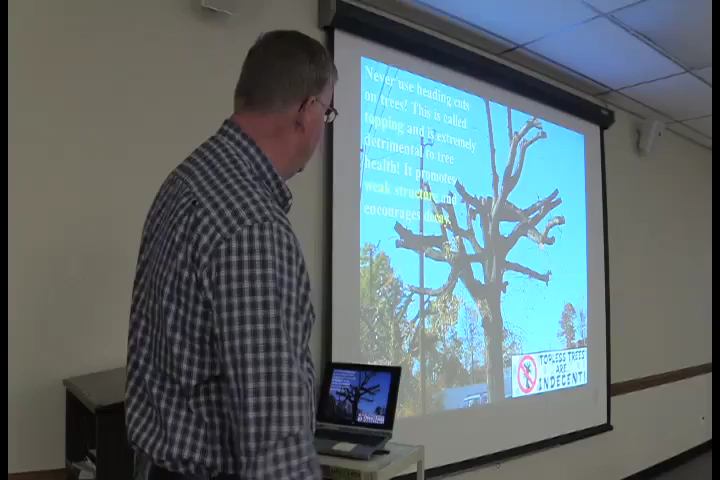 Never use heading cuts
on trees! This is called
topping and is extremely
detrimental to tree
health! It promotes
weak structure and
encourages decay.
TOPLESS TREES
ARE
INDECENT!